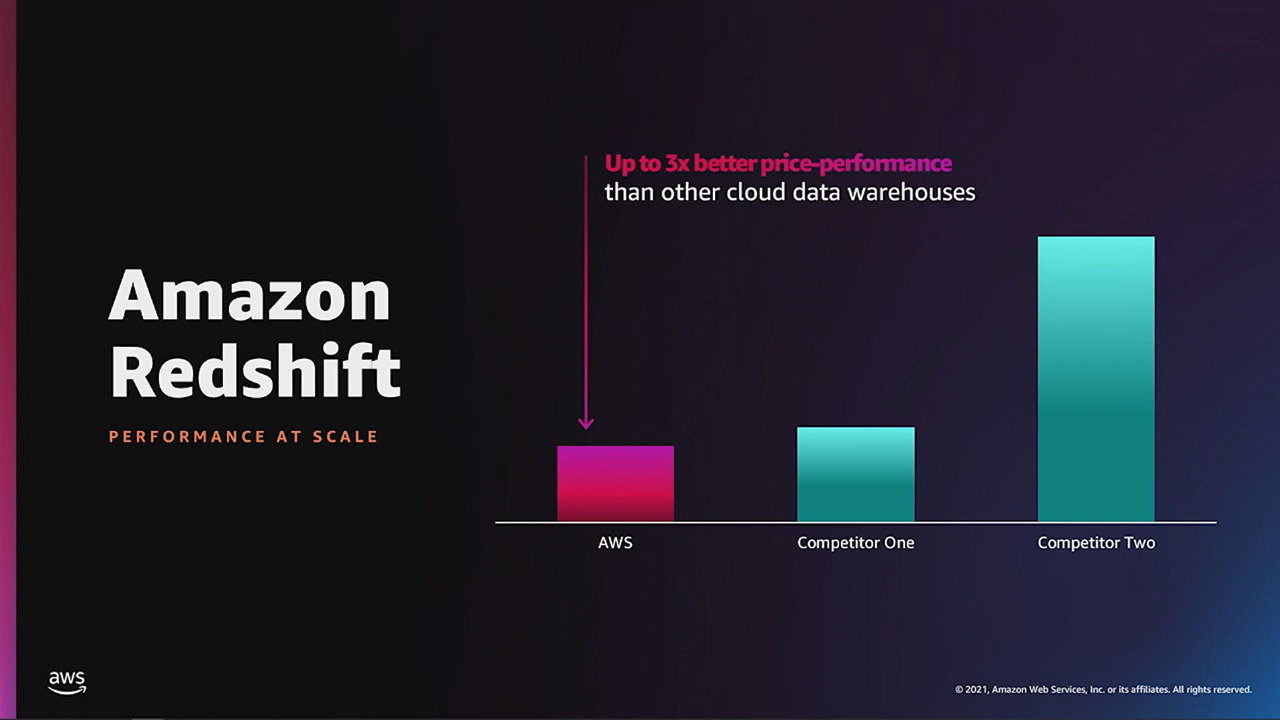 Up to 3x better price-performance
than other cloud data warehouses
Amazon
Redshift
PERFORMANCE AT SCALE
AWS
Competitor One
Competitor Two
aws
© 2021, Amazon Web Services, Inc. or its affiliates. All rights reserved.